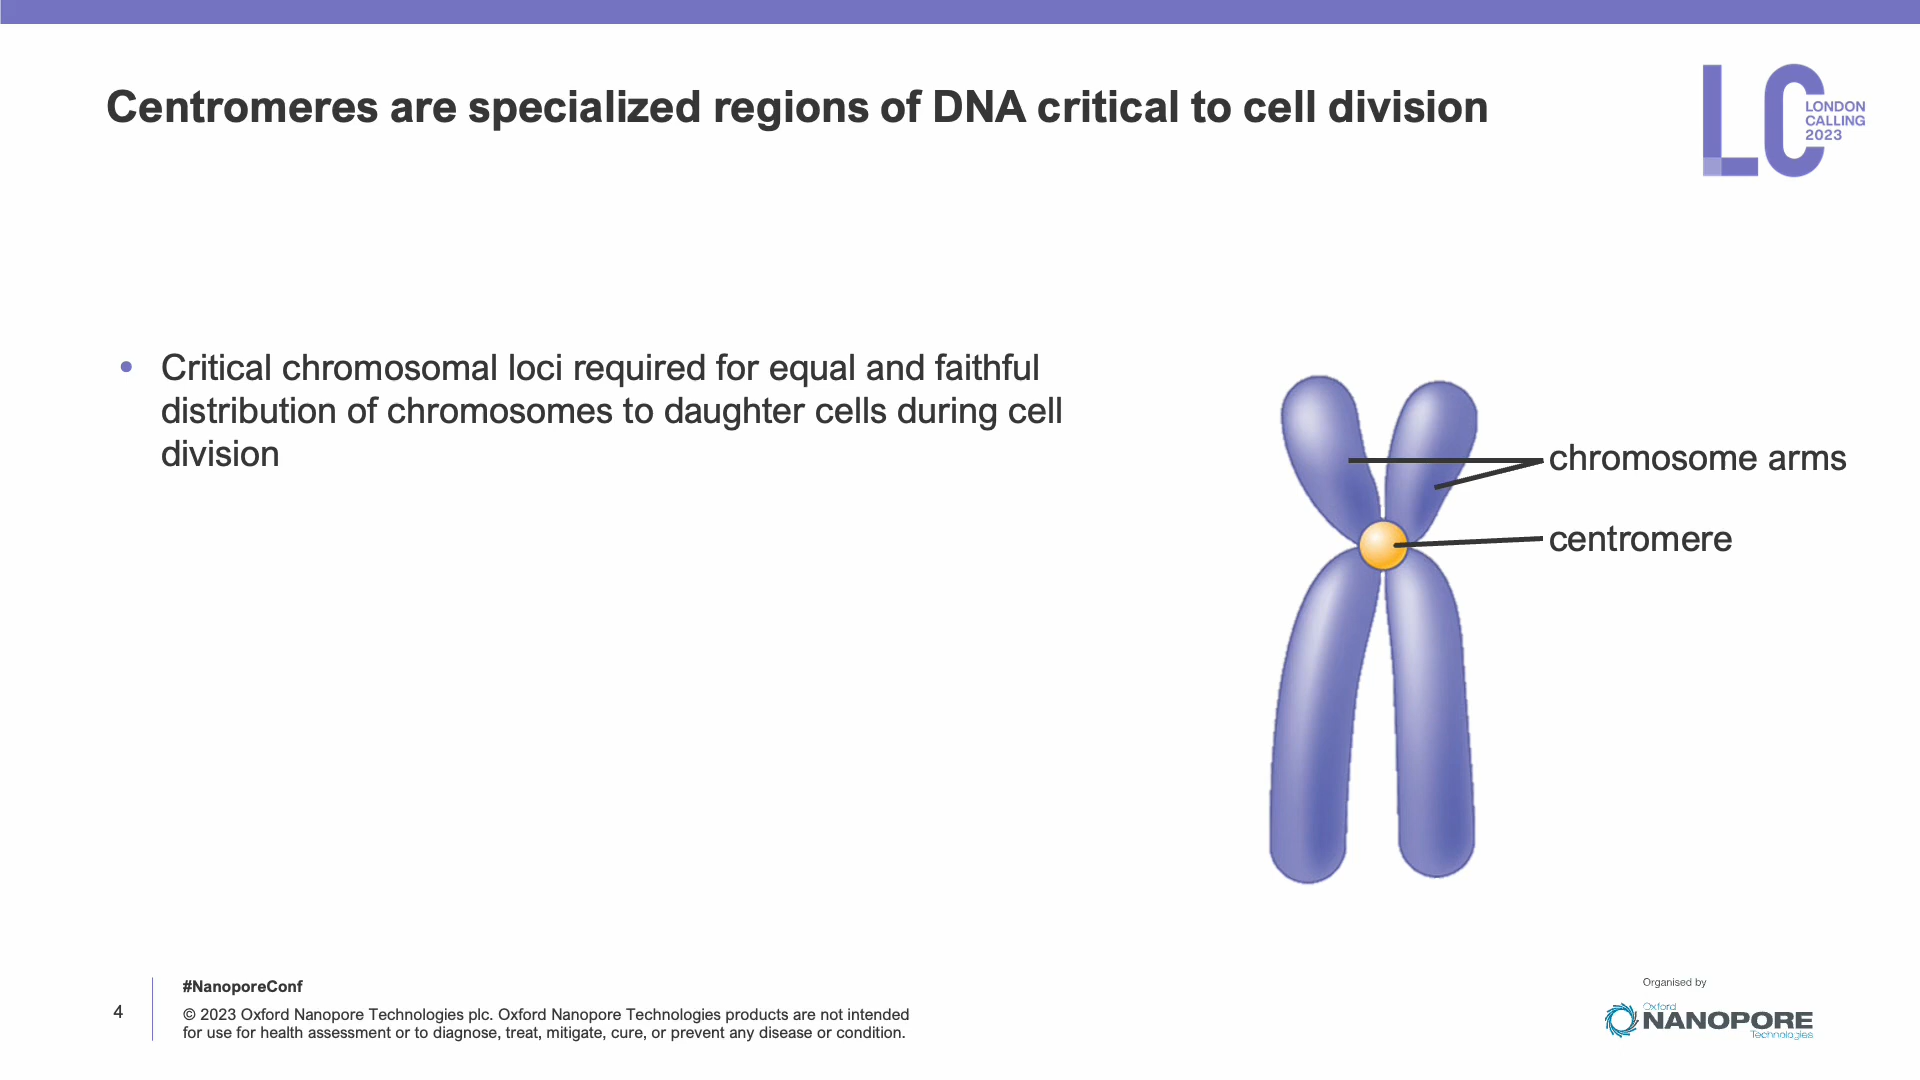 Centromeres are specialized regions of DNA critical to cell division
LC
LONDON
CALLING
2023
• Critical chromosomal loci required for equal and faithful
distribution of chromosomes to daughter cells during cell
division
chromosome arms
centromere
4
#NanoporeConf
© 2023 Oxford Nanopore Technologies plc. Oxford Nanopore Technologies products are not intended
for use for health assessment or to diagnose, treat, mitigate, cure, or prevent any disease or condition.
Organised by
Oxford
NANOPORE
Technologies